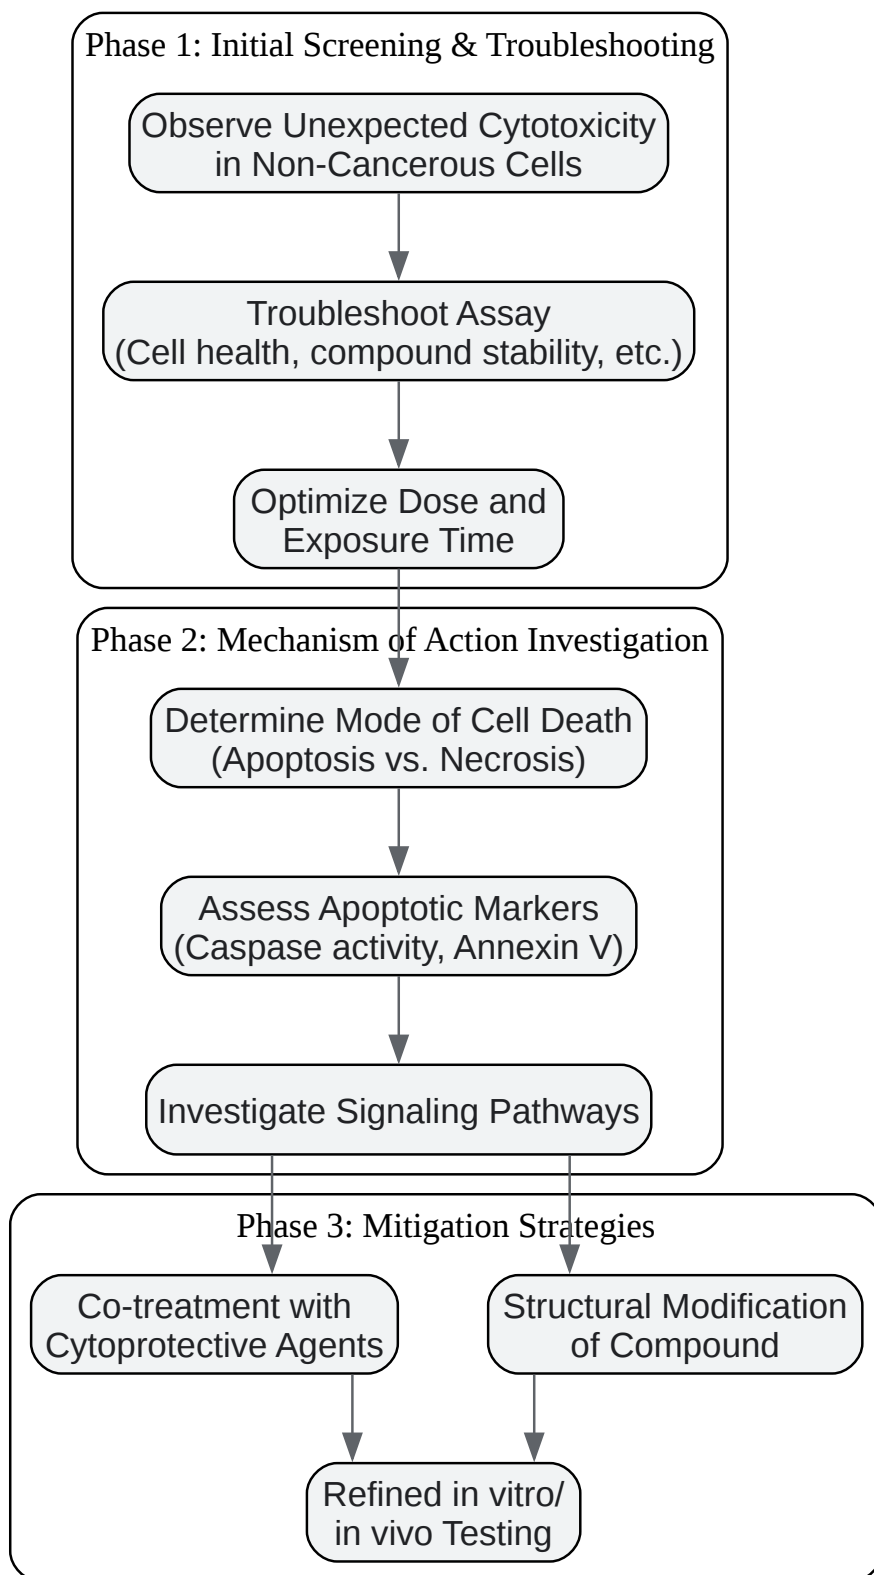 Phase 1: Initial Screening & Troubleshooting
Observe Unexpected Cytotoxicity
in Non-Cancerous Cells
Troubleshoot Assay
(Cell health, compound stability, etc.)
Optimize Dose and
Exposure Time
Phase 2: Mechanism of Action Investigation
Determine Mode of Cell Death
(Apoptosis vs. Necrosis)
Assess Apoptotic Markers
(Caspase activity, Annexin V)
Investigate Signaling Pathways
Phase 3: Mitigation Strategies
Co-treatment with
Cytoprotective Agents
Structural Modification
of Compound
Refined in vitro/
in vivo Testing